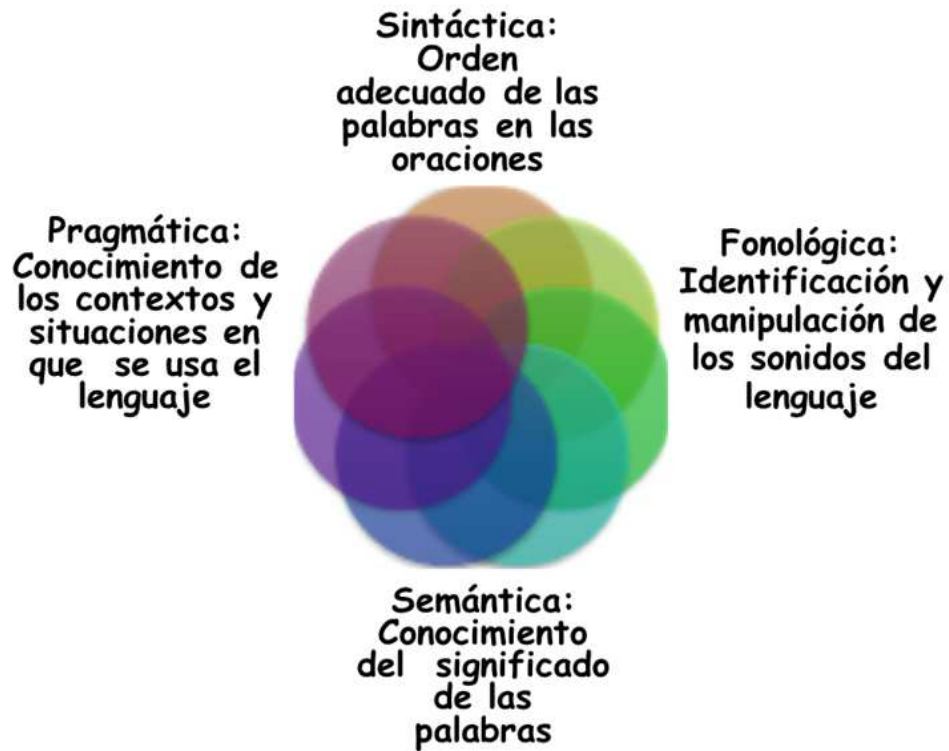 Sintáctica:
Orden
adecuado de las
palabras en las
oraciones
Pragmática:
Conocimiento de
los contextos y
situaciones en
que se usa el
lenguaje
Fonológica:
Identificación y
manipulación de
los sonidos del
lenguaje
Semántica:
Conocimiento
del significado
de las
palabras